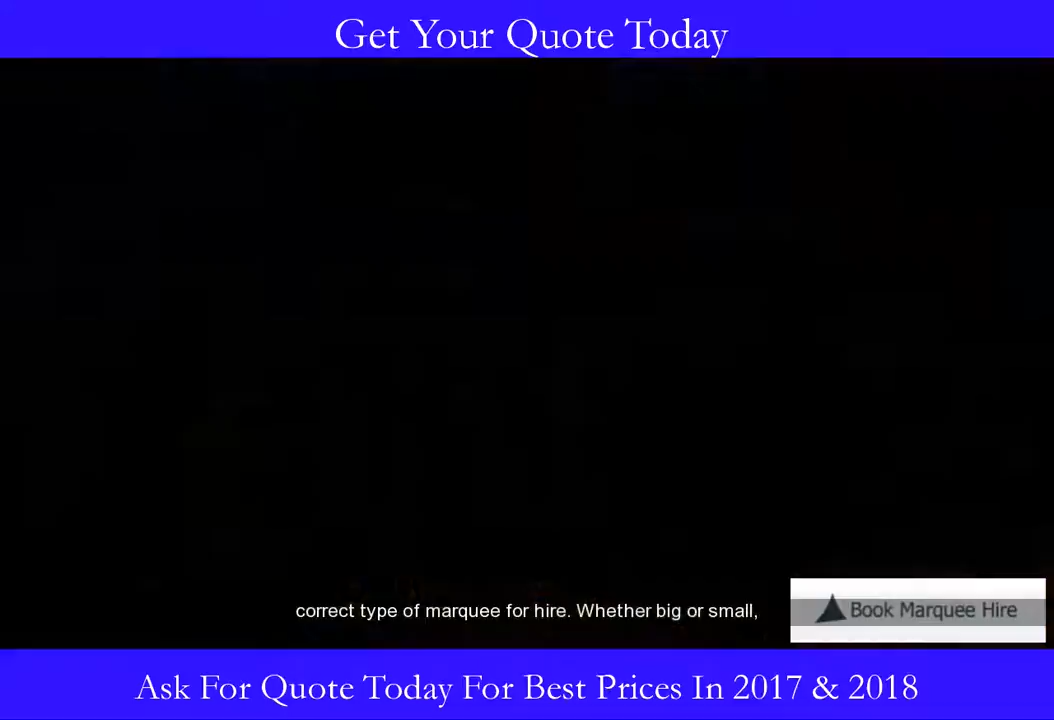 Get Your Quote Today
correct type of marquee for hire. Whether big or small,
Book Marquee Hire
Ask For Quote Today For Best Prices In 2017 & 2018